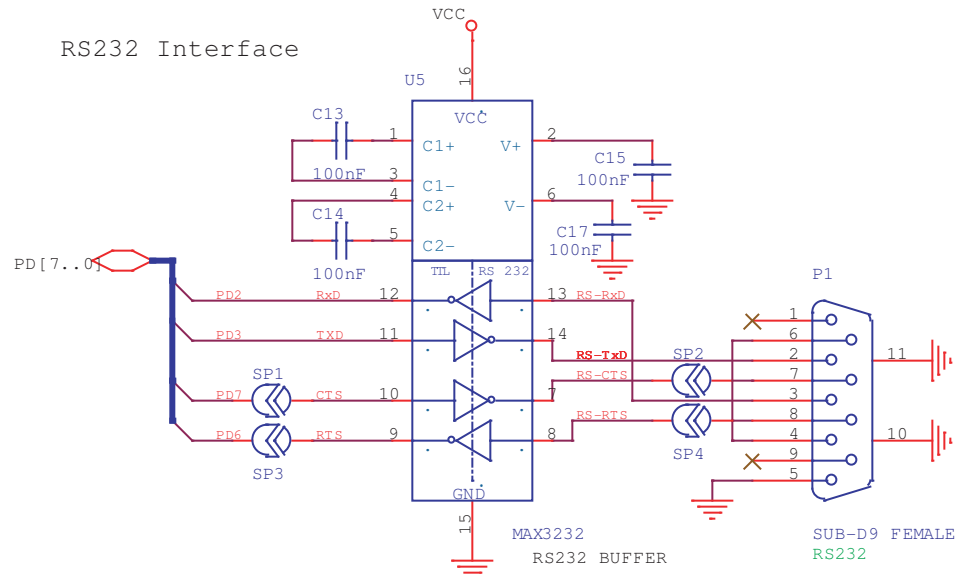 VCC
RS232 Interface
U5
16
VCC
C13
1
C1+
V+
2
100nF
3
C1-
C15
100nF
4
C2+
V-
6
C14
5
C2-
C17
100nF
100nF
PD[7..0]
TIL
RS 232
P1
PD2
RxD
12
13
RS-RxD
1
PD3
TXD
11
14
6
RS-TxD
SP2
2
11
SP1
RS-CTS
7
PD7
CTS
10
7
3
RS-RTS
8
PD6
RTS
9
8
4
10
SP3
SP4
9
5
GND
15
MAX3232
RS232 BUFFER
SUB-D9 FEMALE
RS232